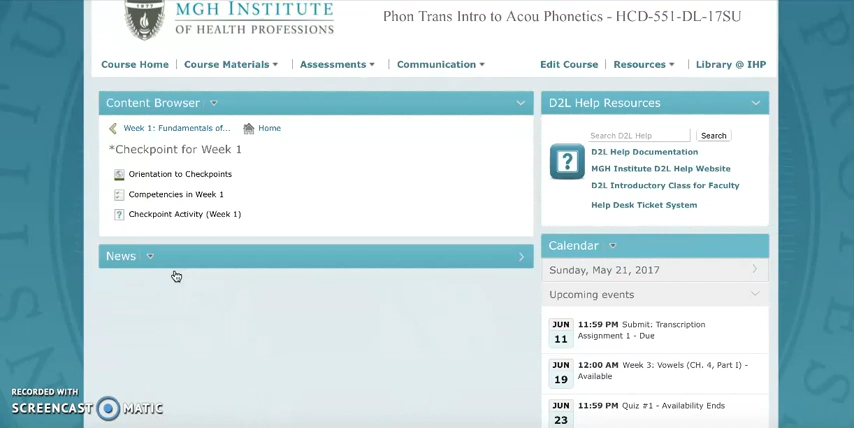 MGH INSTITUTE
OF HEALTH PROFESSIONS
1877
Phon Trans Intro to Acou Phonetics - HCD-551-DL-17SU
Course Home
Course Materials
Assessments
Communication
Edit Course
Resources
Library @ IHP
Content Browser
Week 1: Fundamentals of...
Home
*Checkpoint for Week 1
Orientation to Checkpoints
Competencies in Week 1
Checkpoint Activity (Week 1)
News
D2L Help Resources
Search D2L Help
Search
D2L Help Documentation
MGH Institute D2L Help Website
D2L Introductory Class for Faculty
Help Desk Ticket System
Calendar
Sunday, May 21, 2017
Upcoming events
JUN
11
11:59 PM Submit: Transcription
Assignment 1 - Due
JUN
19
12:00 AM Week 3: Vowels (CH. 4, Part I) -
Available
JUN
23
11:59 PM Quiz #1 - Availability Ends
RECORDED WITH
SCREENCAST MATIC